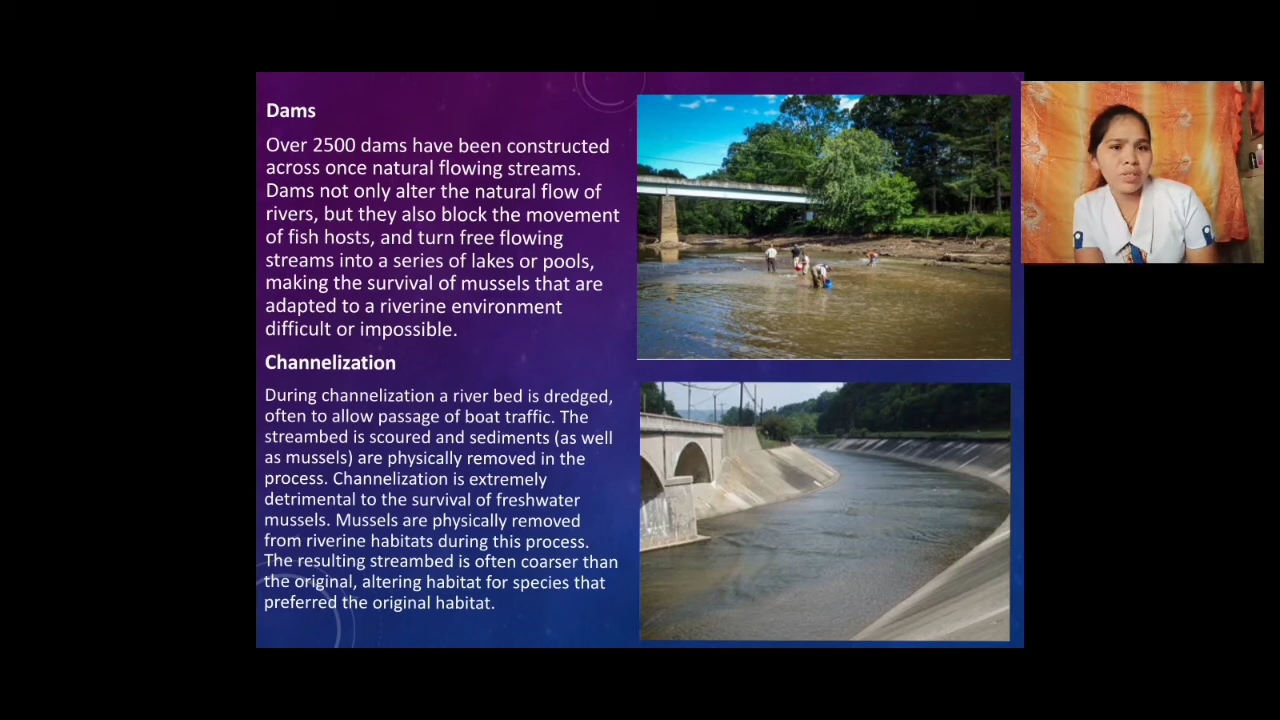 Dams
Over 2500 dams have been constructed
across once natural flowing streams.
Dams not only alter the natural flow of
rivers, but they also block the movement
of fish hosts, and turn free flowing
streams into a series of lakes or pools,
making the survival of mussels that are
adapted to a riverine environment
difficult or impossible.
Channelization
During channelization a river bed is dredged,
often to allow passage of boat traffic. The
streambed is scoured and sediments (as well
as mussels) are physically removed in the
process. Channelization is extremely
detrimental to the survival of freshwater
mussels. Mussels are physically removed
from riverine habitats during this process.
The resulting streambed is often coarser than
the original, altering habitat for species that
preferred the original habitat.